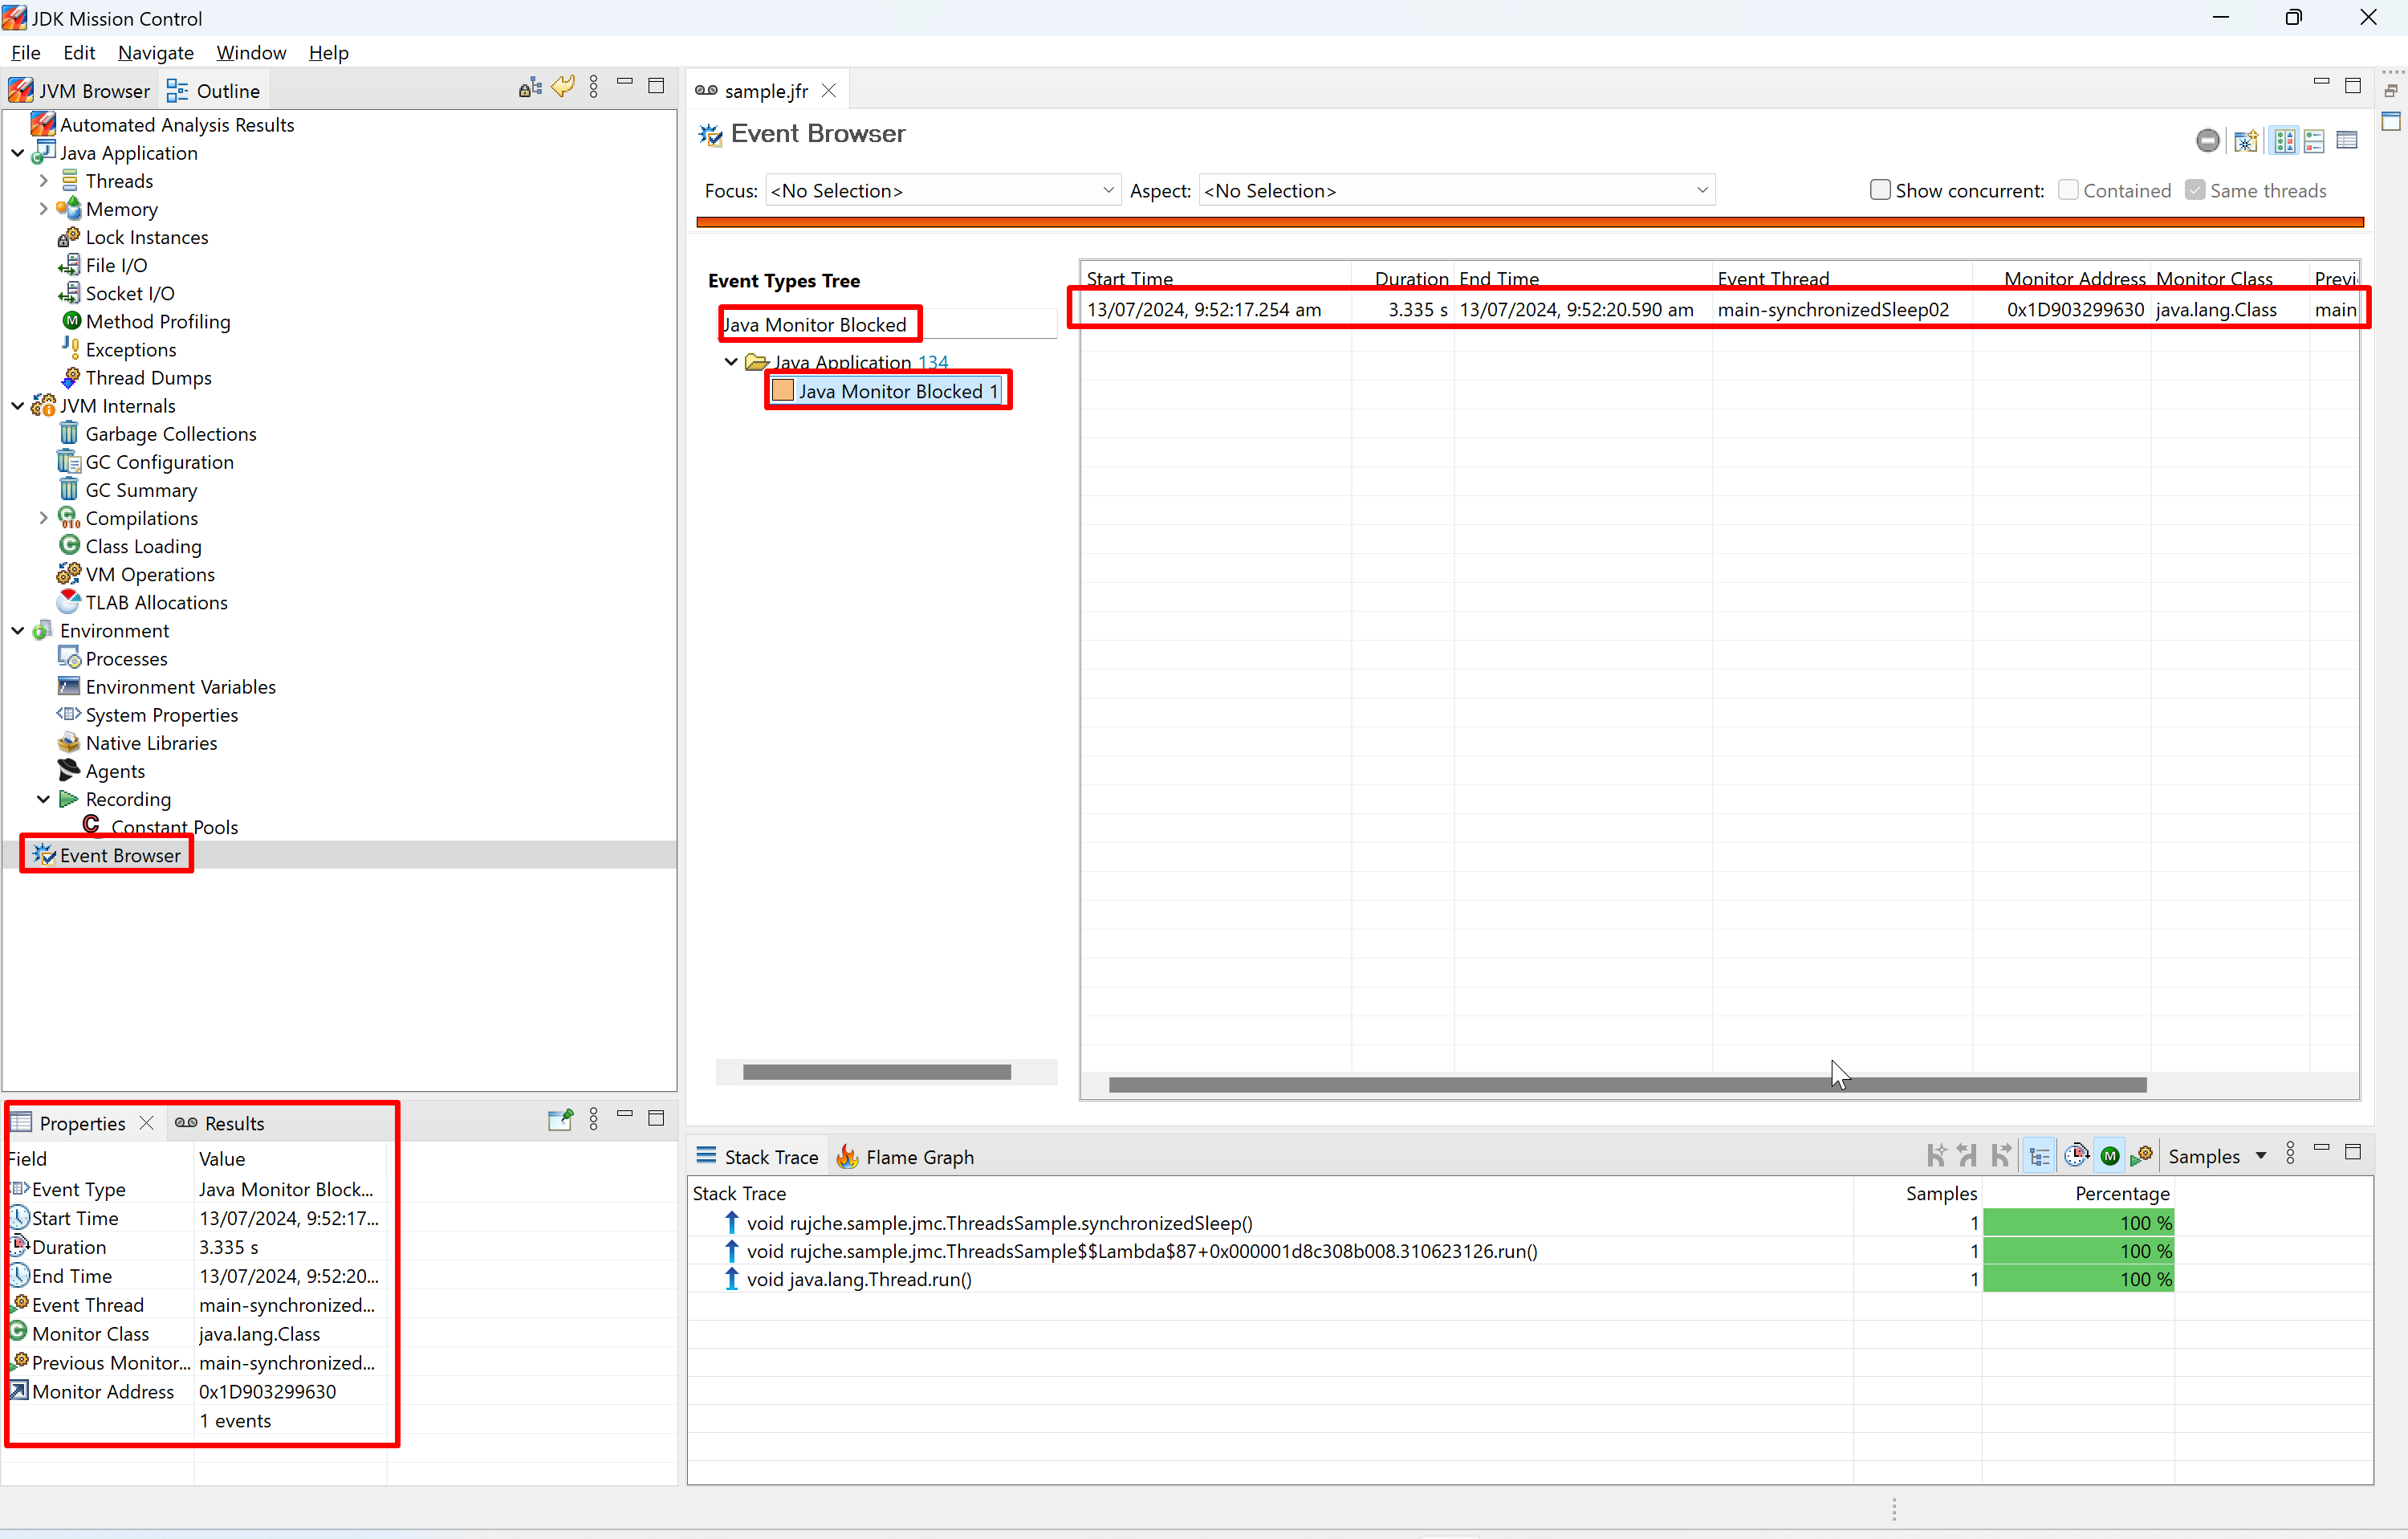 JDK Mission Control
File Edit Navigate Window Help
JVM Browser Outline
Automated Analysis Results
Java Application
Threads
Memory
Lock Instances
File I/O
Socket I/O
Method Profiling
Exceptions
Thread Dumps
JVM Internals
Garbage Collections
GC Configuration
GC Summary
Compilations
Class Loading
VM Operations
TLAB Allocations
Environment
Processes
Environment Variables
System Properties
Native Libraries
Agents
Recording
Constant Pools
Event Browser
sample.jfr
Event Browser
Focus: <No Selection> Aspect: <No Selection> Show concurrent: Contained Same threads
Event Types Tree
Java Monitor Blocked
Java Application 134
Java Monitor Blocked 1
Start Time Duration End Time Event Thread Monitor Address Monitor Class Previ
13/07/2024, 9:52:17.254 am 3.335 s 13/07/2024, 9:52:20.590 am main-synchronizedSleep02 0x1D903299630 java.lang.Class main
Properties Results
Field Value
Event Type Java Monitor Block...
Start Time 13/07/2024, 9:52:17...
Duration 3.335 s
End Time 13/07/2024, 9:52:20...
Event Thread main-synchronized...
Monitor Class java.lang.Class
Previous Monitor... main-synchronized...
Monitor Address 0x1D903299630
1 events
Stack Trace Flame Graph Samples
Stack Trace Samples Percentage
void rujche.sample.jmc.ThreadsSample.synchronizedSleep() 1 100 %
void rujche.sample.jmc.ThreadsSample$$Lambda$87+0x000001d8c308b008.310623126.run() 1 100 %
void java.lang.Thread.run() 1 100 %